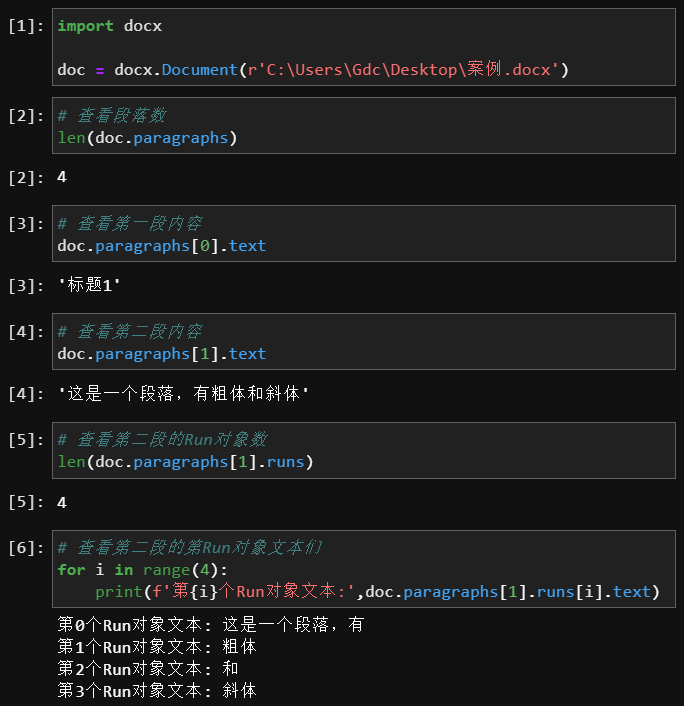 [1]: import docx
doc = docx.Document(r'C:\Users\Gdc\Desktop\案例.docx')
[2]: # 查看段落数
len(doc.paragraphs)
[2]: 4
[3]: # 查看第一段内容
doc.paragraphs[0].text
[3]: '标题1'
[4]: # 查看第二段内容
doc.paragraphs[1].text
[4]: '这是一个段落，有粗体和斜体'
[5]: # 查看第二段的Run对象数
len(doc.paragraphs[1].runs)
[5]: 4
[6]: # 查看第二段的第Run对象文本们
for i in range(4):
    print(f'第{i}个Run对象文本:',doc.paragraphs[1].runs[i].text)
第0个Run对象文本: 这是一个段落，有
第1个Run对象文本: 粗体
第2个Run对象文本: 和
第3个Run对象文本: 斜体